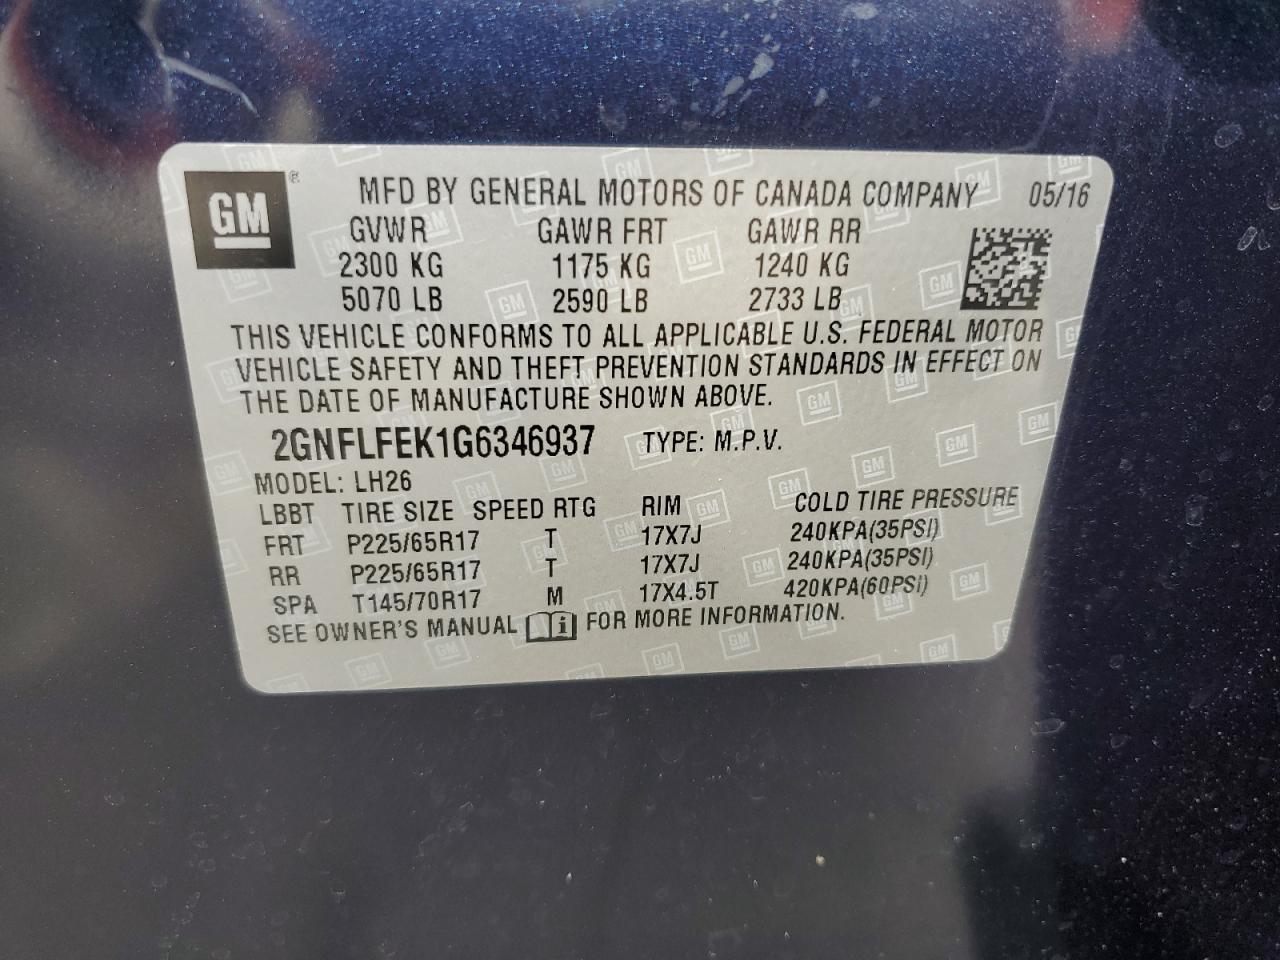 GM ® MFD BY GENERAL MOTORS OF CANADA COMPANY 05/16
GVWR GAWR FRT GAWR RR
2300 KG 1175 KG 1240 KG
5070 LB 2590 LB 2733 LB
THIS VEHICLE CONFORMS TO ALL APPLICABLE U.S. FEDERAL MOTOR
VEHICLE SAFETY AND THEFT PREVENTION STANDARDS IN EFFECT ON
THE DATE OF MANUFACTURE SHOWN ABOVE.
2GNFLFEK1G6346937 TYPE: M.P.V.
MODEL: LH26
LBBT TIRE SIZE SPEED RTG RIM COLD TIRE PRESSURE
FRT P225/65R17 T 17X7J 240KPA(35PSI)
RR P225/65R17 T 17X7J 240KPA(35PSI)
SPA T145/70R17 M 17X4.5T 420KPA(60PSI)
SEE OWNER'S MANUAL i FOR MORE INFORMATION.